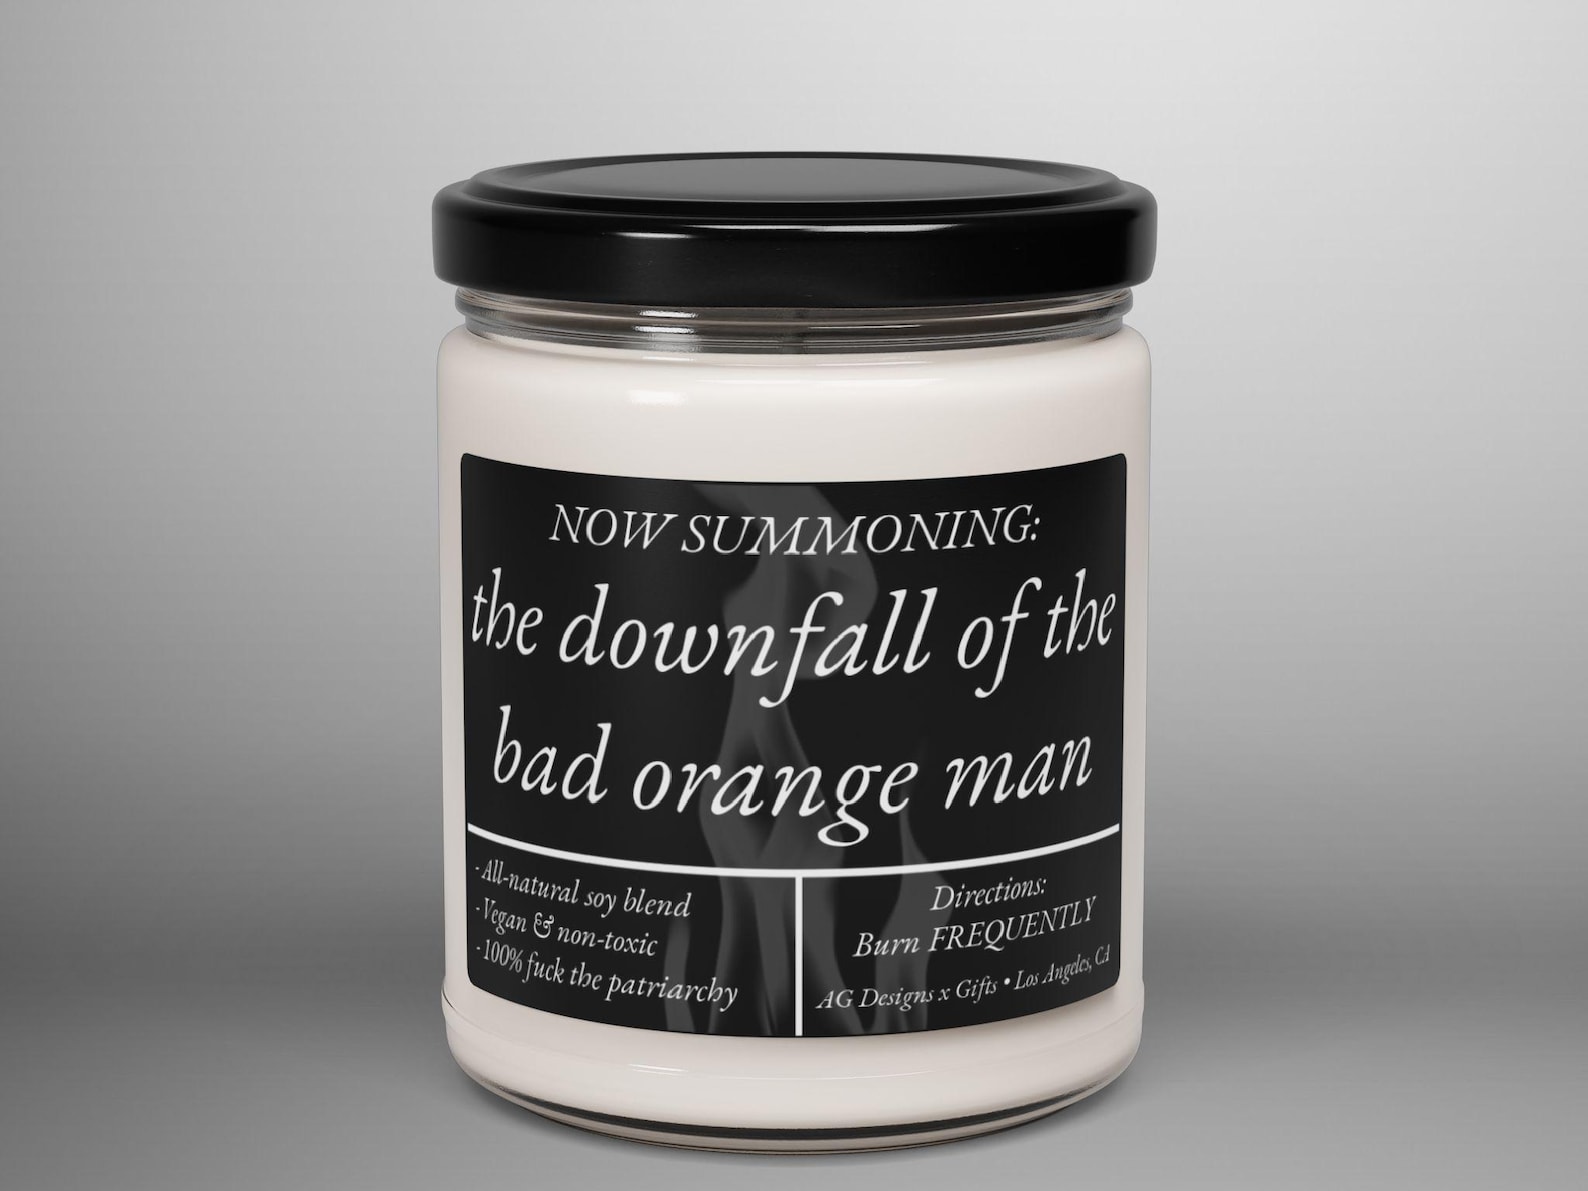 NOW SUMMONING:
the downfall of the
bad orange man
- All-natural soy blend
- Vegan & non-toxic
- 100% fuck the patriarchy
Directions:
Burn FREQUENTLY
AG Designs x Gifts • Los Angeles, CA